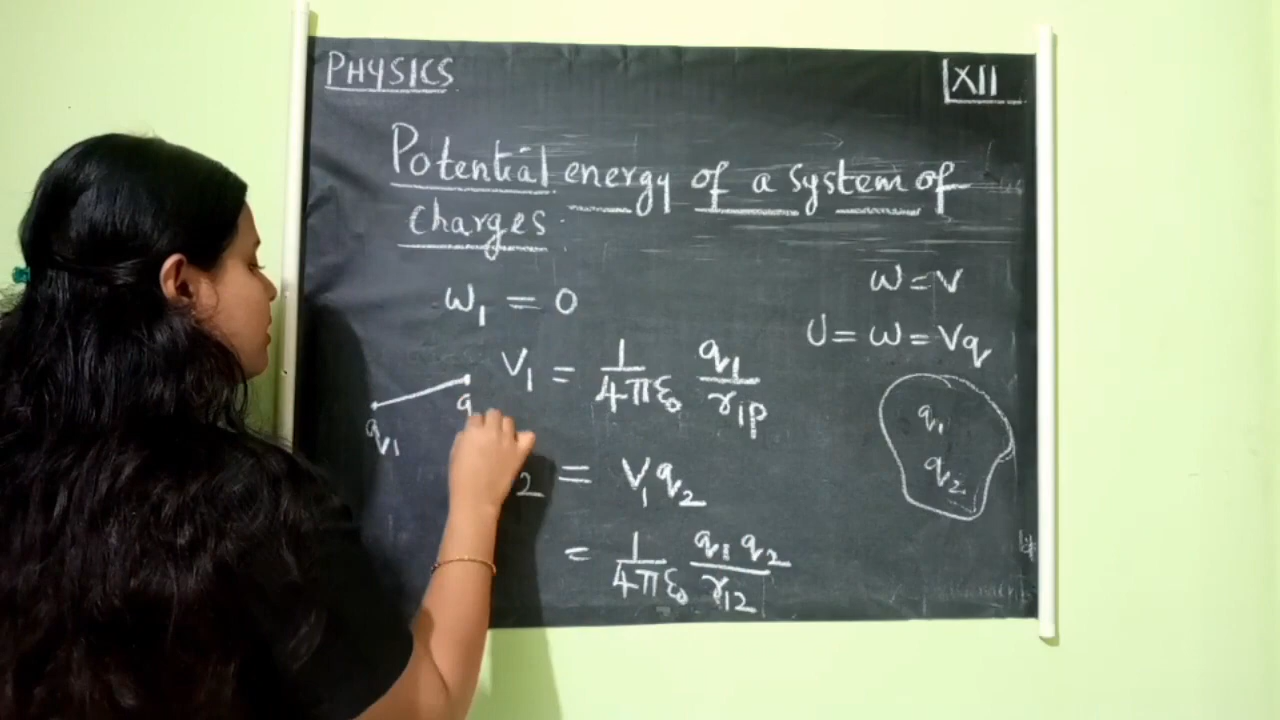 PHYSICS
XII
Potential energy of a system of
charges
W = V
W₁ = 0
U = W = Vq
V₁ = 1/4πε₀ q₁/r₁P
q
q₁
q₁
q₂
2 = V₁q₂
= 1/4πε₀ q₁q₂/r₁₂